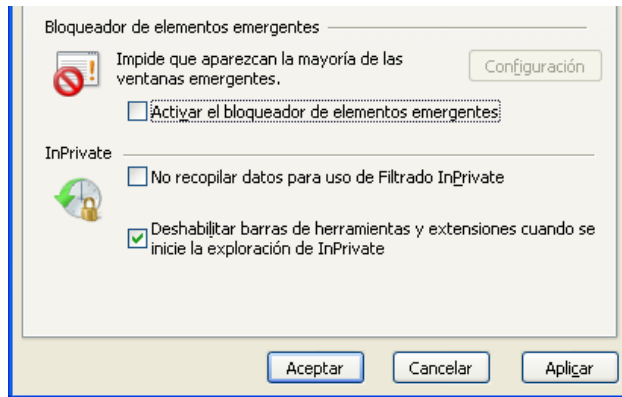 Bloqueador de elementos emergentes
Impide que aparezcan la mayoría de las
ventanas emergentes.
Configuración
Activar el bloqueador de elementos emergentes
InPrivate
No recopilar datos para uso de Filtrado InPrivate
Deshabilitar barras de herramientas y extensiones cuando se
inicie la exploración de InPrivate
Aceptar
Cancelar
Aplicar